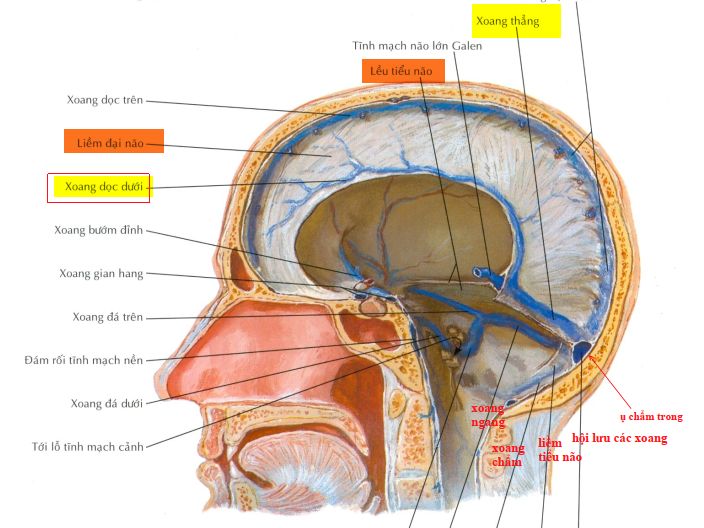 Xoang thẳng
Tĩnh mạch não lớn Galen
Lều tiểu não
Xoang dọc trên
Liềm đại não
Xoang dọc dưới
Xoang bướm đỉnh
Xoang gian hang
Xoang đá trên
Đám rối tĩnh mạch nền
Xoang đá dưới
Tới lỗ tĩnh mạch cảnh
xoang
ngang
xoang
chẩm
liềm
tiểu não
hội lưu các xoang
ụ chẩm trong